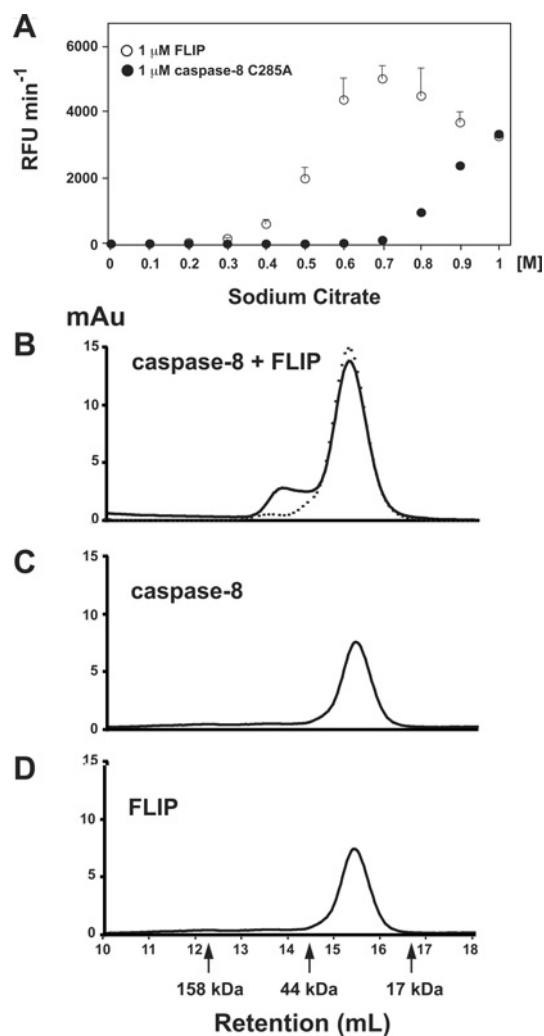 A
6000
4000
2000
0
RFU min⁻¹
1 μM FLIP
1 μM caspase-8 C285A
0 0.1 0.2 0.3 0.4 0.5 0.6 0.7 0.8 0.9 1 [M]
Sodium Citrate
mAu
B
15
10
5
0
caspase-8 + FLIP
C
15
10
5
0
caspase-8
D
15
10
5
0
FLIP
10 11 12 13 14 15 16 17 18
158 kDa 44 kDa 17 kDa
Retention (mL)